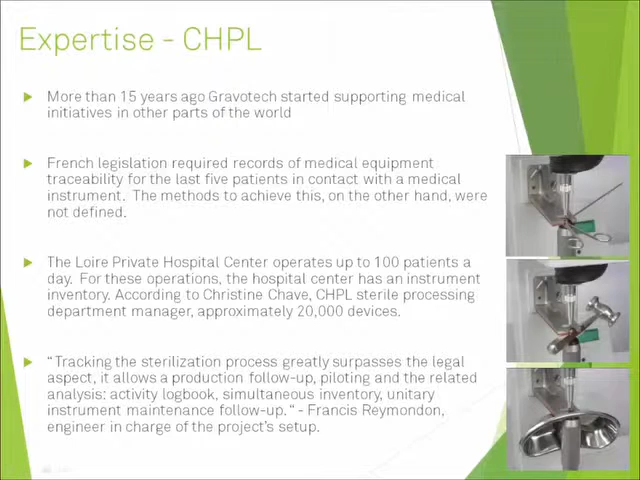 Expertise - CHPL
More than 15 years ago Gravotech started supporting medical
initiatives in other parts of the world
French legislation required records of medical equipment
traceability for the last five patients in contact with a medical
instrument.  The methods to achieve this, on the other hand, were
not defined.
The Loire Private Hospital Center operates up to 100 patients a
day.  For these operations, the hospital center has an instrument
inventory. According to Christine Chave, CHPL sterile processing
department manager, approximately 20,000 devices.
“Tracking the sterilization process greatly surpasses the legal
aspect, it allows a production follow-up, piloting and the related
analysis: activity logbook, simultaneous inventory, unitary
instrument maintenance follow-up.“ - Francis Reymondon,
engineer in charge of the project’s setup.